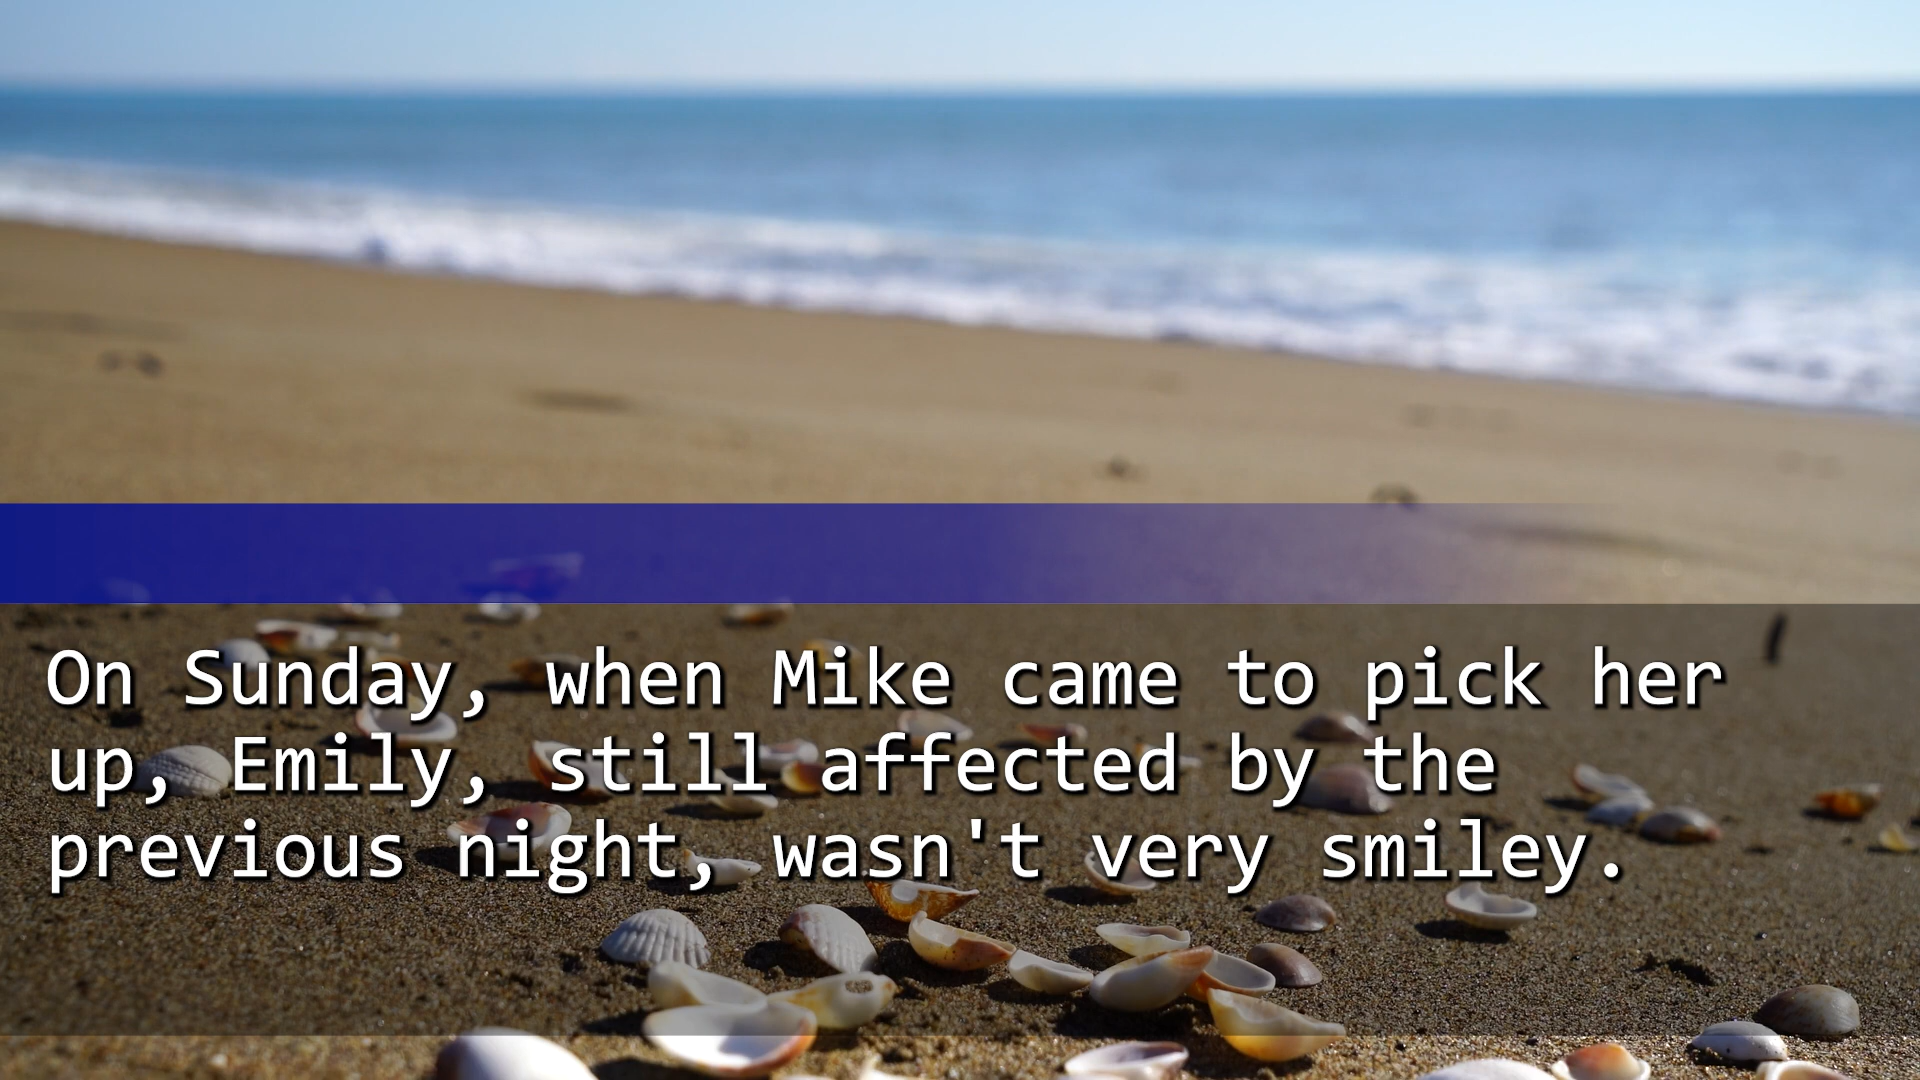 On Sunday, when Mike came to pick her
up, Emily, still affected by the
previous night, wasn't very smiley.